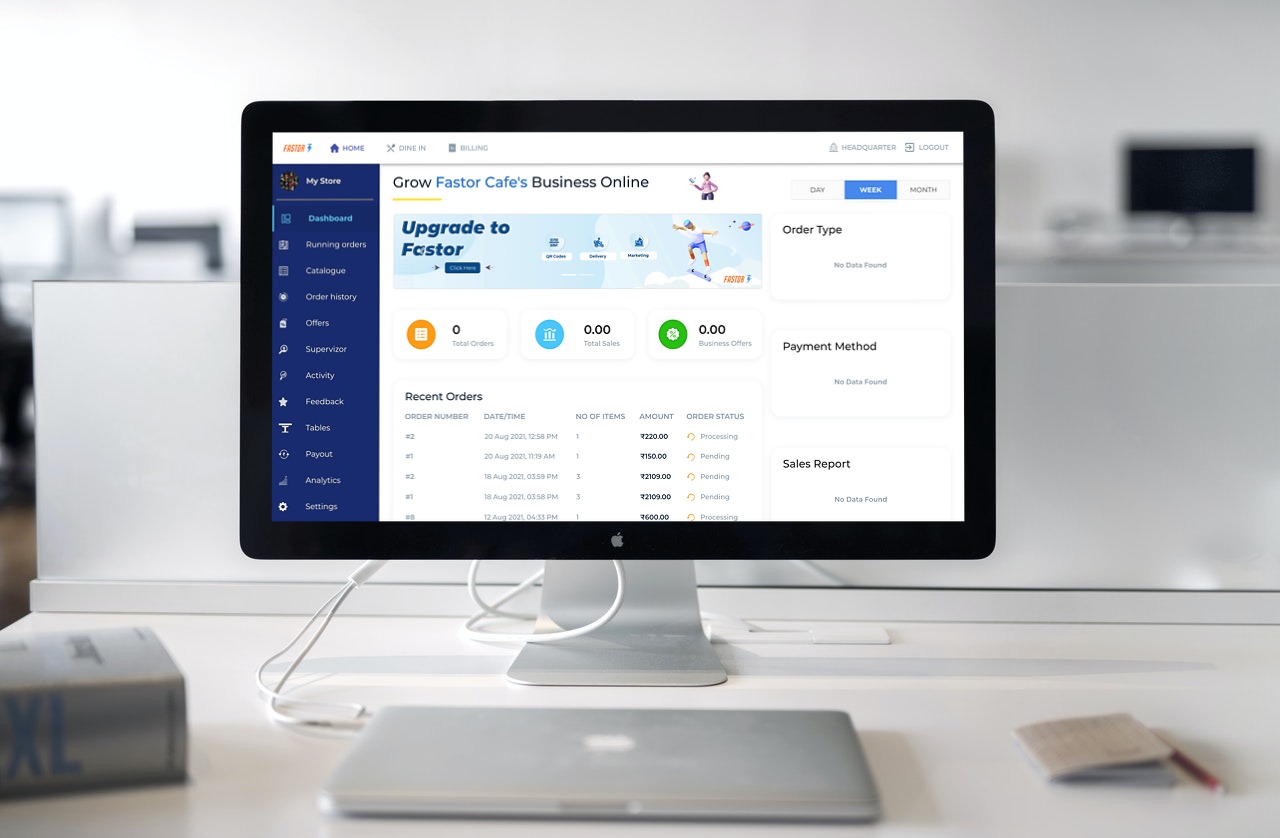 FASTOR
HOME
DINE IN
BILLING
HEADQUARTER
LOGOUT
My Store
Dashboard
Running orders
Catalogue
Order history
Offers
Supervizor
Activity
Feedback
Tables
Payout
Analytics
Settings
Grow Fastor Cafe's Business Online
DAY WEEK MONTH
Upgrade to
Fastor
Click Here
QR Codes
Delivery
Marketing
FASTOR
0
Total Orders
0.00
Total Sales
0.00
Business Offers
Recent Orders
ORDER NUMBER DATE/TIME NO OF ITEMS AMOUNT ORDER STATUS
#2 20 Aug 2021, 12:58 PM 1 ₹220.00 Processing
#1 20 Aug 2021, 11:19 AM 1 ₹150.00 Pending
#2 18 Aug 2021, 03:59 PM 3 ₹2109.00 Pending
#1 18 Aug 2021, 03:58 PM 3 ₹2109.00 Pending
#8 12 Aug 2021, 04:33 PM 1 ₹600.00 Processing
Order Type
No Data Found
Payment Method
No Data Found
Sales Report
No Data Found
XL